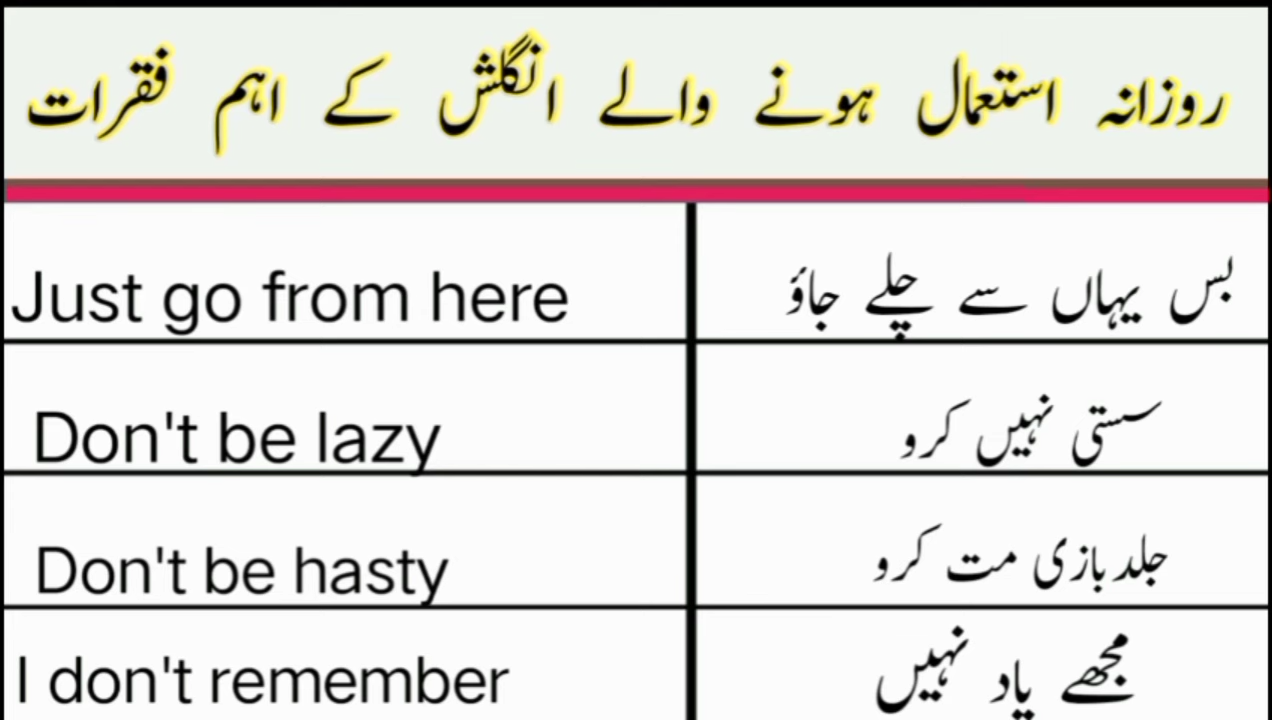 روزانہ استعمال ہونے والے انگلش کے اہم فقرات
Just go from here
بس یہاں سے چلے جاؤ
Don't be lazy
سستی نہیں کرو
Don't be hasty
جلد بازی مت کرو
I don't remember
مجھے یاد نہیں